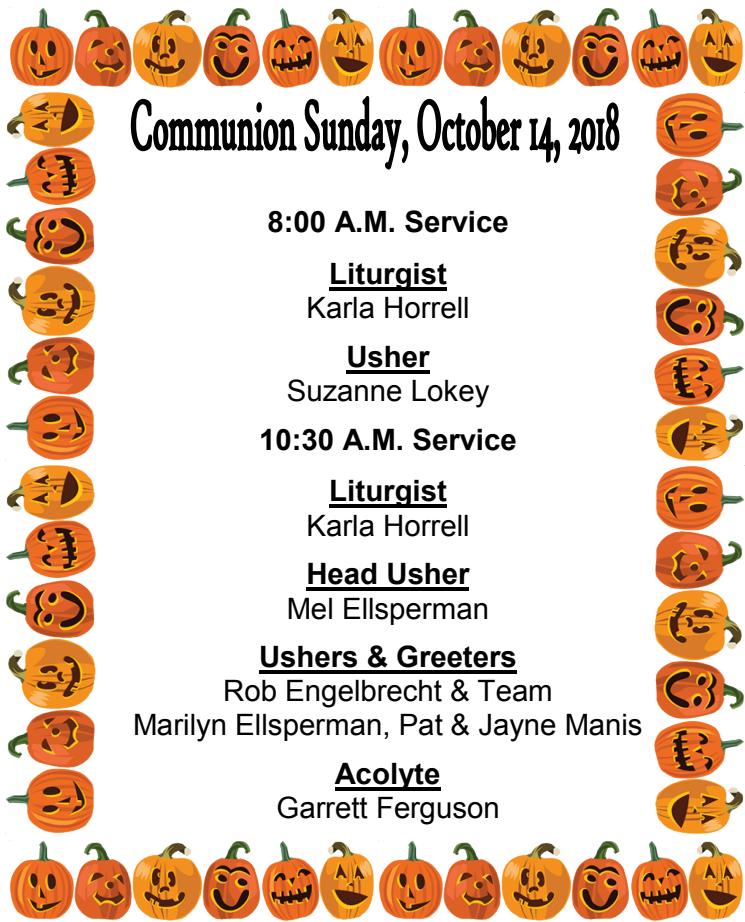 Communion Sunday, October 14, 2018
8:00 A.M. Service
Liturgist
Karla Horrell
Usher
Suzanne Lokey
10:30 A.M. Service
Liturgist
Karla Horrell
Head Usher
Mel Ellsperman
Ushers & Greeters
Rob Engelbrecht & Team
Marilyn Ellsperman, Pat & Jayne Manis
Acolyte
Garrett Ferguson